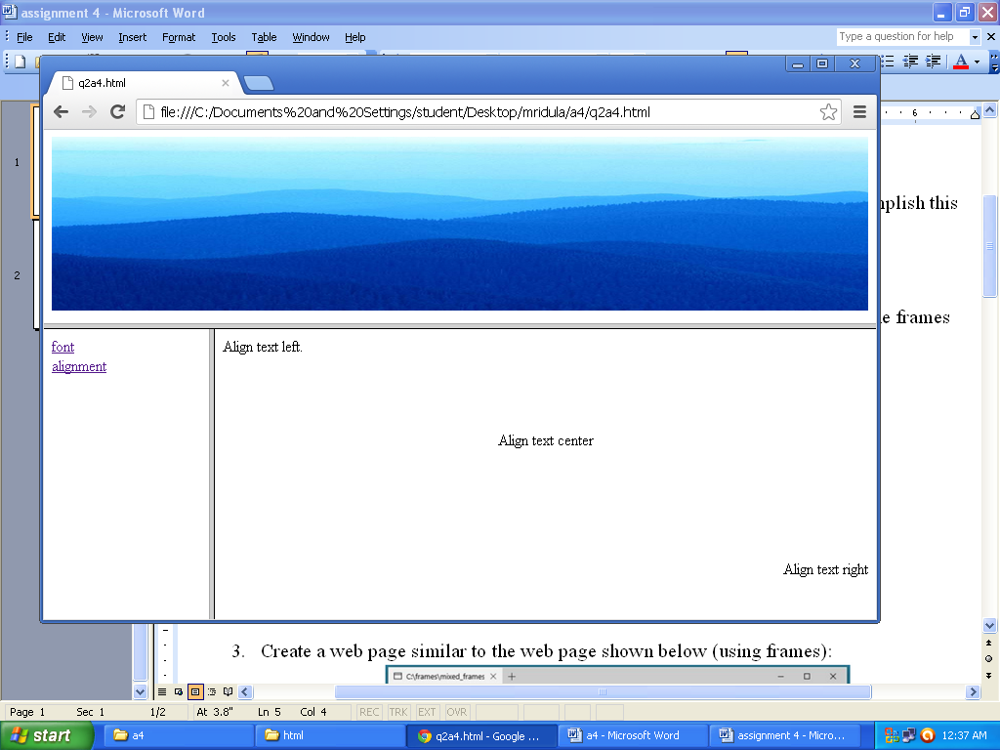 assignment 4 - Microsoft Word
File Edit View Insert Format Tools Table Window Help
Type a question for help
q2a4.html
file:///C:/Documents%20and%20Settings/student/Desktop/mridula/a4/q2a4.html
6
1
2
mplish this
e frames
font
alignment
Align text left.
Align text center
Align text right
3. Create a web page similar to the web page shown below (using frames):
C:\frames\mixed_frames
Page 1 Sec 1 1/2 At 3.8" Ln 5 Col 4 REC TRK EXT OVR
start a4 html q2a4.html - Google ... a4 - Microsoft Word assignment 4 - Micro... 12:37 AM